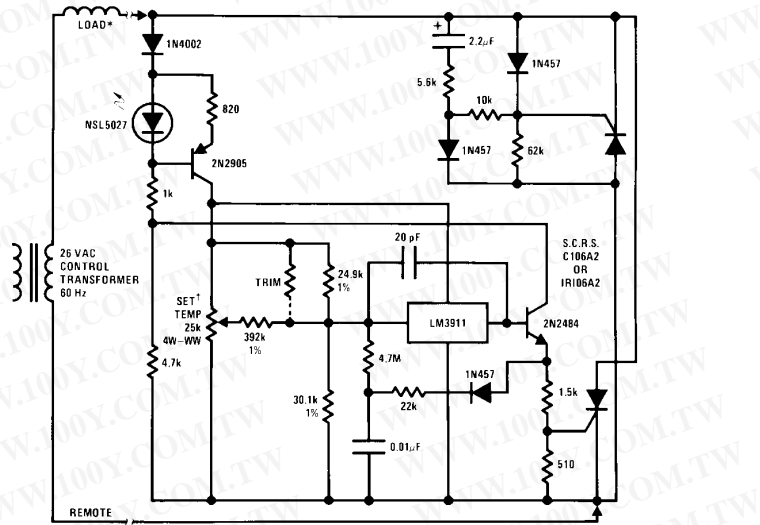 LOAD*
1N4002
NSL5027
820
2N2905
1k
+
2.2µF
5.6k
1N457
10k
1N457
62k
26 VAC
CONTROL
TRANSFORMER
60 Hz
20 pF
S.C.R.S.
C106A2
OR
IRI06A2
TRIM
24.9k
1%
SET†
TEMP
25k
4W–WW
LM3911
2N2484
392k
1%
4.7k
4.7M
1N457
30.1k
1%
22k
1.5k
0.01µF
510
REMOTE
WWW.100Y.COM.TW